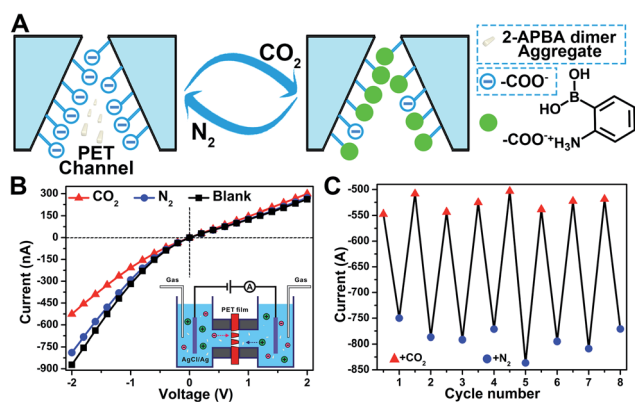 A
CO₂
N₂
PET
Channel
2-APBA dimer
Aggregate
-COO⁻
OH
HO
B
-COO⁻⁺H₃N
B
CO₂ N₂ Blank
Current (nA)
300
150
0
-150
-300
-450
-600
-750
-900
Gas
A
Gas
PET film
AgCl/Ag
-2 -1 0 1 2
Voltage (V)
C
Current (A)
-500
-550
-600
-650
-700
-750
-800
-850
+CO₂ +N₂
1 2 3 4 5 6 7 8
Cycle number